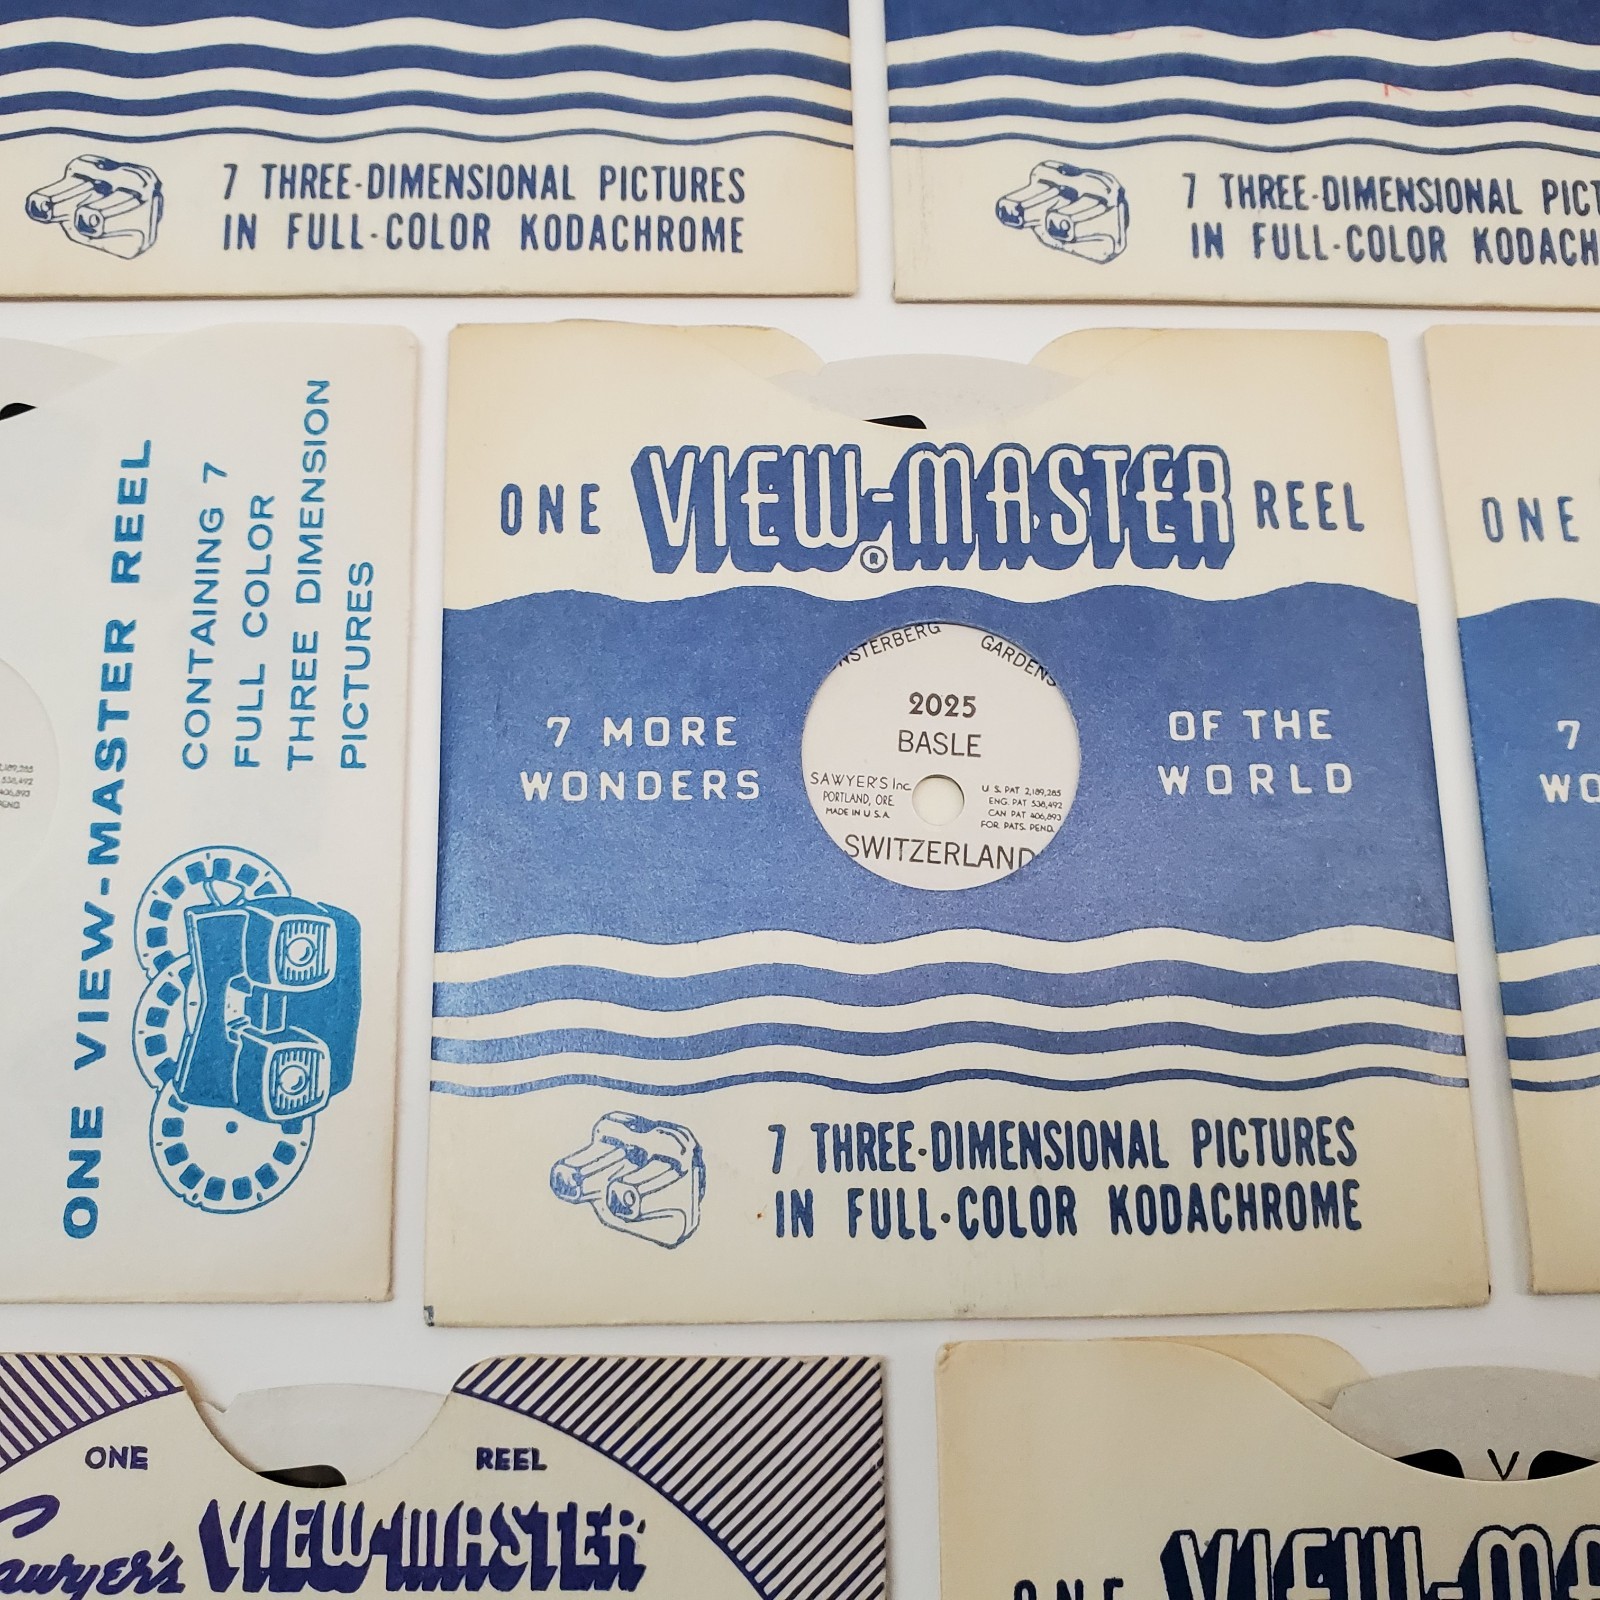 7 THREE-DIMENSIONAL PICTURES
IN FULL-COLOR KODACHROME
7 THREE-DIMENSIONAL PICT
IN FULL-COLOR KODACH
ONE VIEW-MASTER REEL
CONTAINING 7
FULL COLOR
THREE DIMENSION
PICTURES
ONE VIEW-MASTER® REEL
NSTERBERG GARDENS
2025
BASLE
7 MORE
WONDERS
OF THE
WORLD
SAWYER'S Inc.
PORTLAND, ORE.
MADE IN U.S.A.
U.S. PAT 2,189,285
ENG. PAT 538,492
CAN PAT 406,893
FOR. PATS. PEND.
SWITZERLAND
7 THREE-DIMENSIONAL PICTURES
IN FULL-COLOR KODACHROME
ONE
7
WO
ONE REEL
Sawyer's VIEW-MASTER
V
ONE VIEW-MA